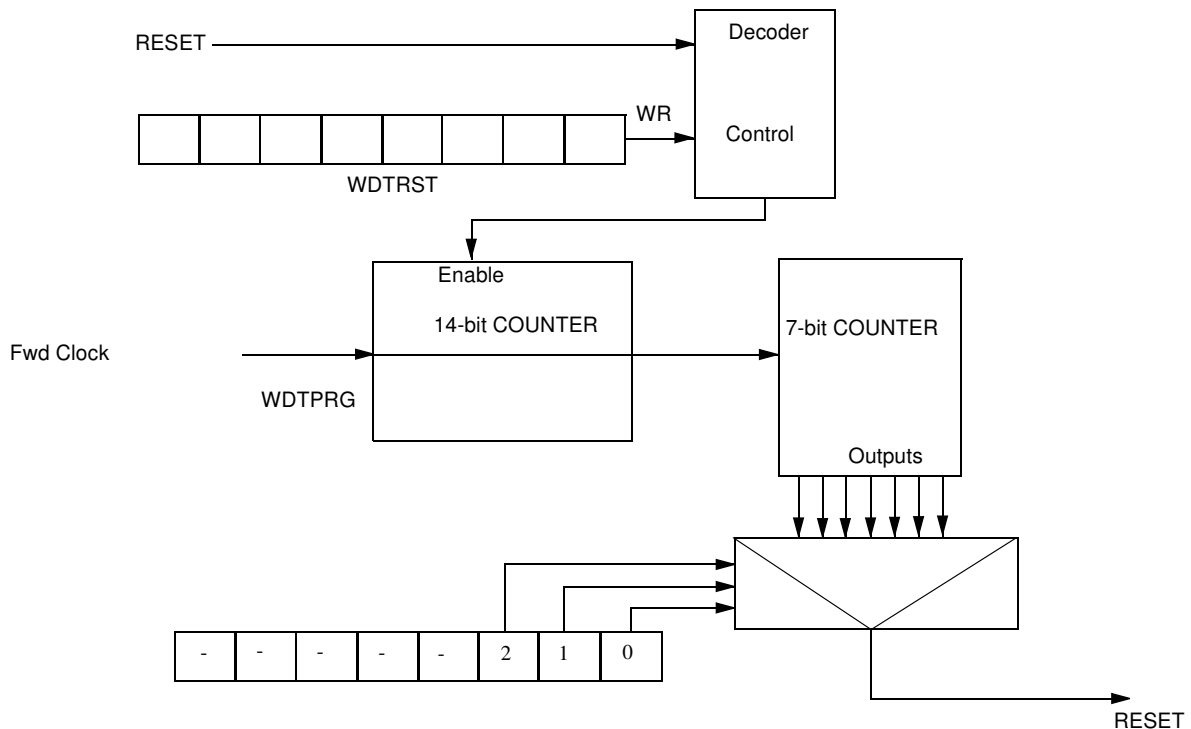 Decoder
RESET
WR
Control
WDTRST
Enable
14-bit COUNTER
7-bit COUNTER
Fwd Clock
WDTPRG
Outputs
- - - - - 2 1 0
RESET